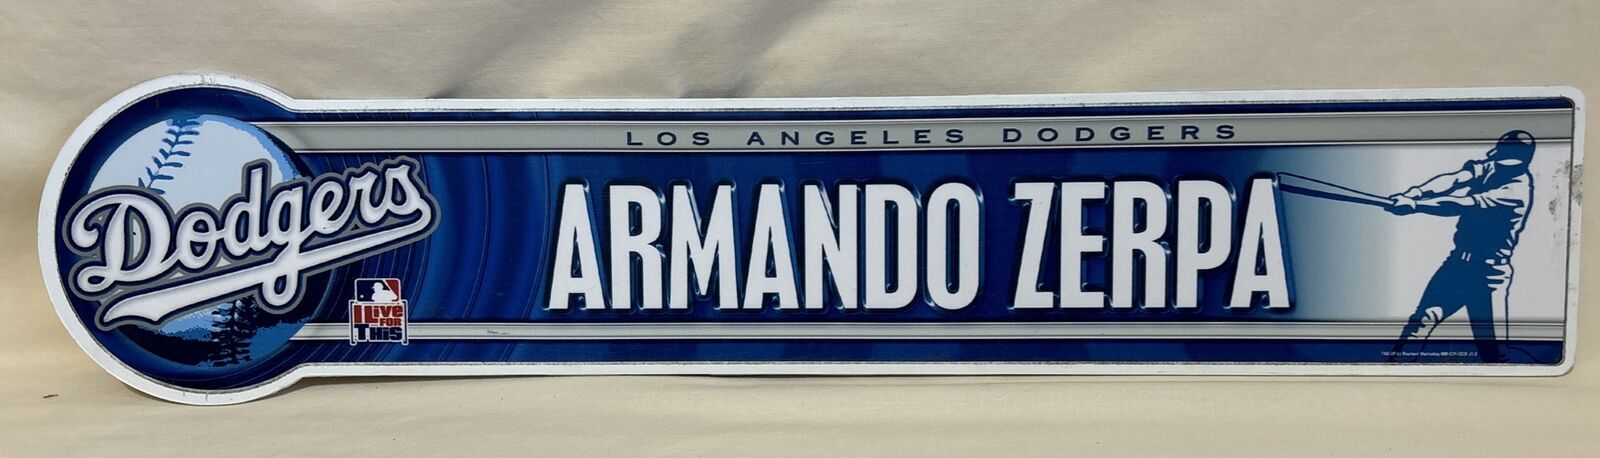 LOS ANGELES DODGERS
Dodgers
ARMANDO ZERPA
I Live
FOR
This